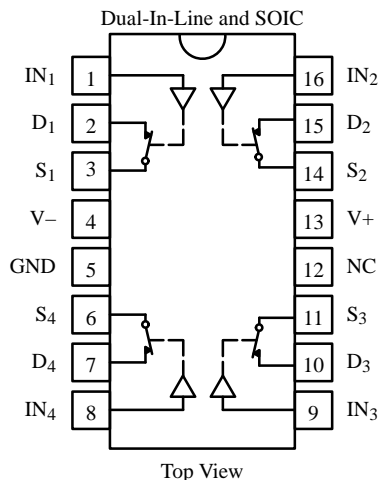 Dual-In-Line and SOIC
IN1 1 16 IN2
D1 2 15 D2
S1 3 14 S2
V– 4 13 V+
GND 5 12 NC
S4 6 11 S3
D4 7 10 D3
IN4 8 9 IN3
Top View